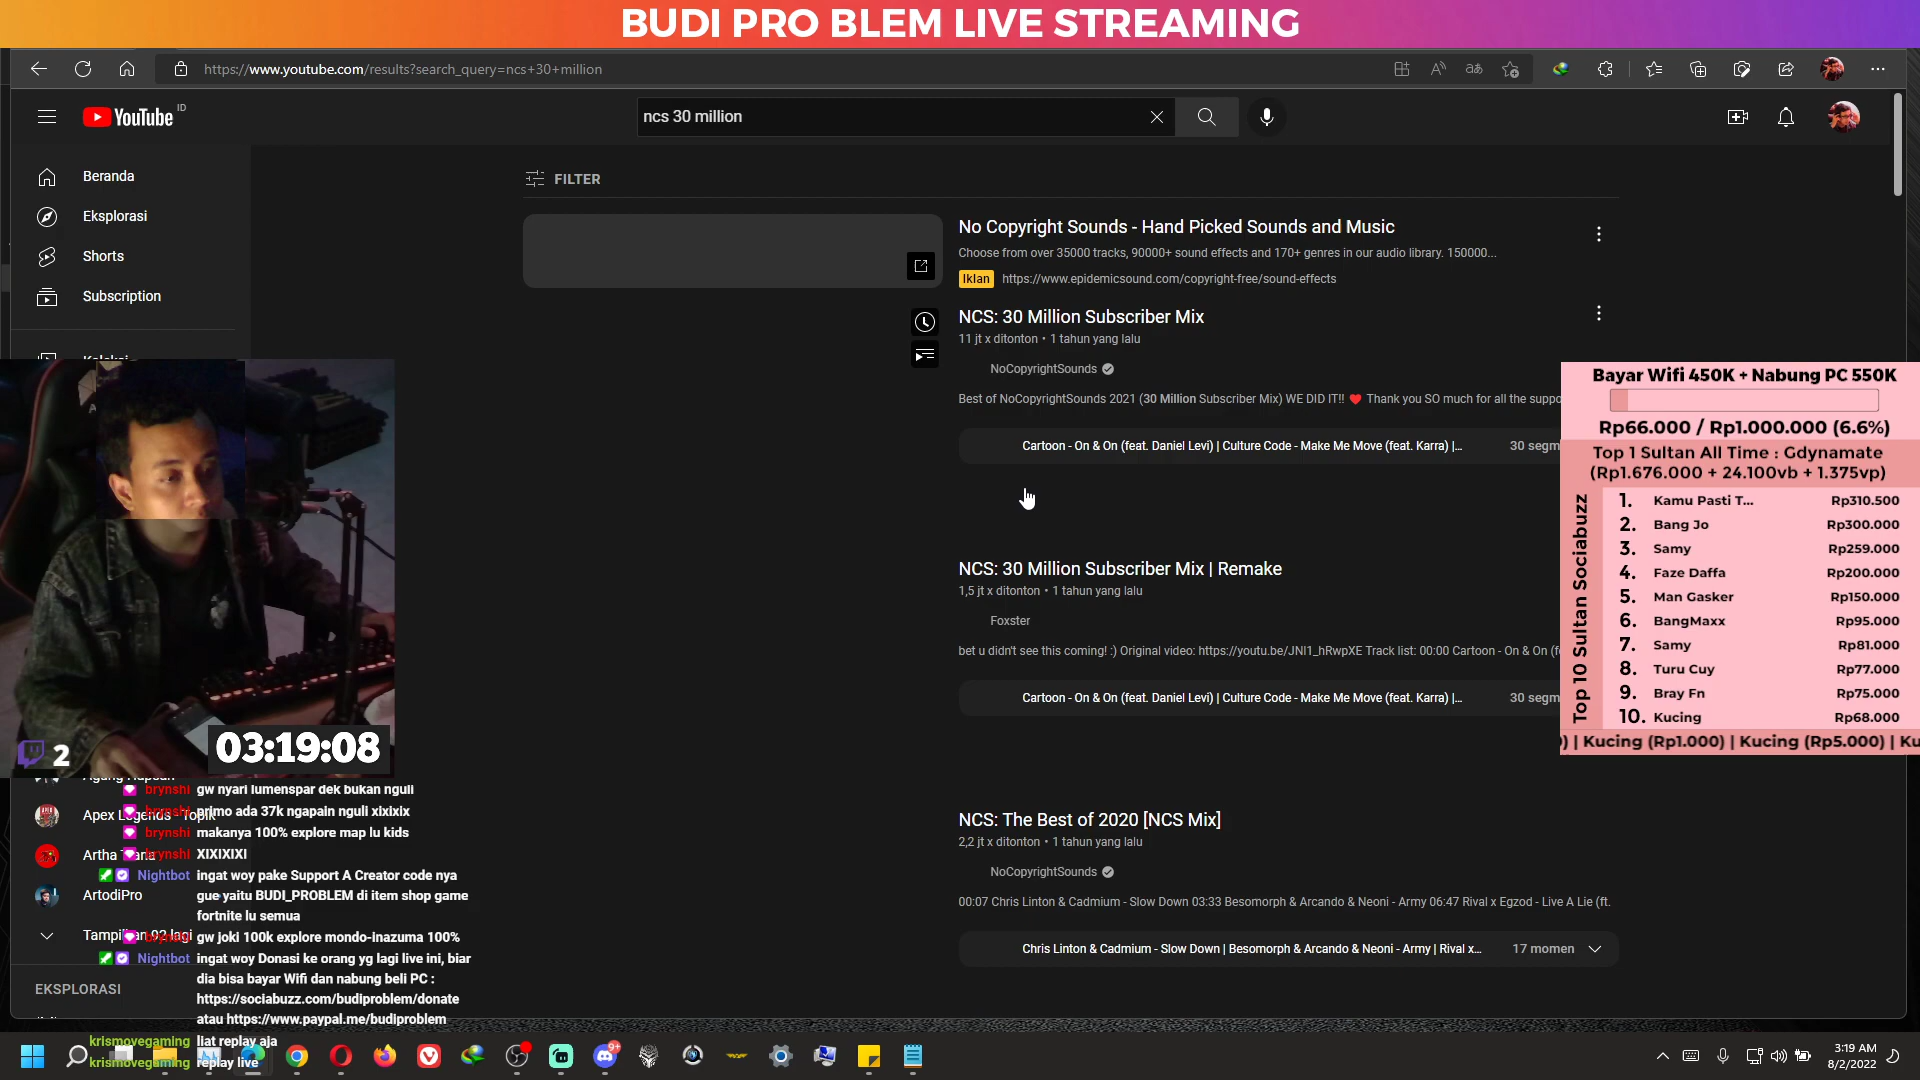 BUDI PRO BLEM LIVE STREAMING
https://www.youtube.com/results?search_query=ncs+30+million
YouTube ID
ncs 30 million
Beranda
Eksplorasi
Shorts
Subscription
FILTER
No Copyright Sounds - Hand Picked Sounds and Music
Choose from over 35000 tracks, 90000+ sound effects and 170+ genres in our audio library. 150000...
Iklan https://www.epidemicsound.com/copyright-free/sound-effects
NCS: 30 Million Subscriber Mix
11 jt x ditonton • 1 tahun yang lalu
NoCopyrightSounds
Best of NoCopyrightSounds 2021 (30 Million Subscriber Mix) WE DID IT!! ❤ Thank you SO much for all the suppo
Cartoon - On & On (feat. Daniel Levi) | Culture Code - Make Me Move (feat. Karra) |... 30 segm
NCS: 30 Million Subscriber Mix | Remake
1,5 jt x ditonton • 1 tahun yang lalu
Foxster
bet u didn't see this coming! :) Original video: https://youtu.be/JNl1_hRwpXE Track list: 00:00 Cartoon - On & On (f
Cartoon - On & On (feat. Daniel Levi) | Culture Code - Make Me Move (feat. Karra) |... 30 segm
NCS: The Best of 2020 [NCS Mix]
2,2 jt x ditonton • 1 tahun yang lalu
NoCopyrightSounds
00:07 Chris Linton & Cadmium - Slow Down 03:33 Besomorph & Arcando & Neoni - Army 06:47 Rival x Egzod - Live A Lie (ft.
Chris Linton & Cadmium - Slow Down | Besomorph & Arcando & Neoni - Army | Rival x... 17 momen
Bayar Wifi 450K + Nabung PC 550K
Rp66.000 / Rp1.000.000 (6.6%)
Top 1 Sultan All Time : Gdynamate
(Rp1.676.000 + 24.100vb + 1.375vp)
Top 10 Sultan Sociabuzz
1. Kamu Pasti T... Rp310.500
2. Bang Jo Rp300.000
3. Samy Rp259.000
4. Faze Daffa Rp200.000
5. Man Gasker Rp150.000
6. BangMaxx Rp95.000
7. Samy Rp81.000
8. Turu Cuy Rp77.000
9. Bray Fn Rp75.000
10. Kucing Rp68.000
) | Kucing (Rp1.000) | Kucing (Rp5.000) | Ku
2
03:19:08
Apex Legends - Topik
ArtodiPro
EKSPLORASI
brynshi gw nyari lumenspar dek bukan nguli
brynshi primo ada 37k ngapain nguli xixixix
brynshi makanya 100% explore map lu kids
brynshi XIXIXIXI
Nightbot ingat woy pake Support A Creator code nya
gue yaitu BUDI_PROBLEM di item shop game
fortnite lu semua
brynshi gw joki 100k explore mondo-inazuma 100%
Nightbot ingat woy Donasi ke orang yg lagi live ini, biar
dia bisa bayar Wifi dan nabung beli PC :
https://sociabuzz.com/budiproblem/donate
atau https://www.paypal.me/budiproblem
krismovegaming liat replay aja
krismovegaming replay live
9+
3:19 AM
8/2/2022